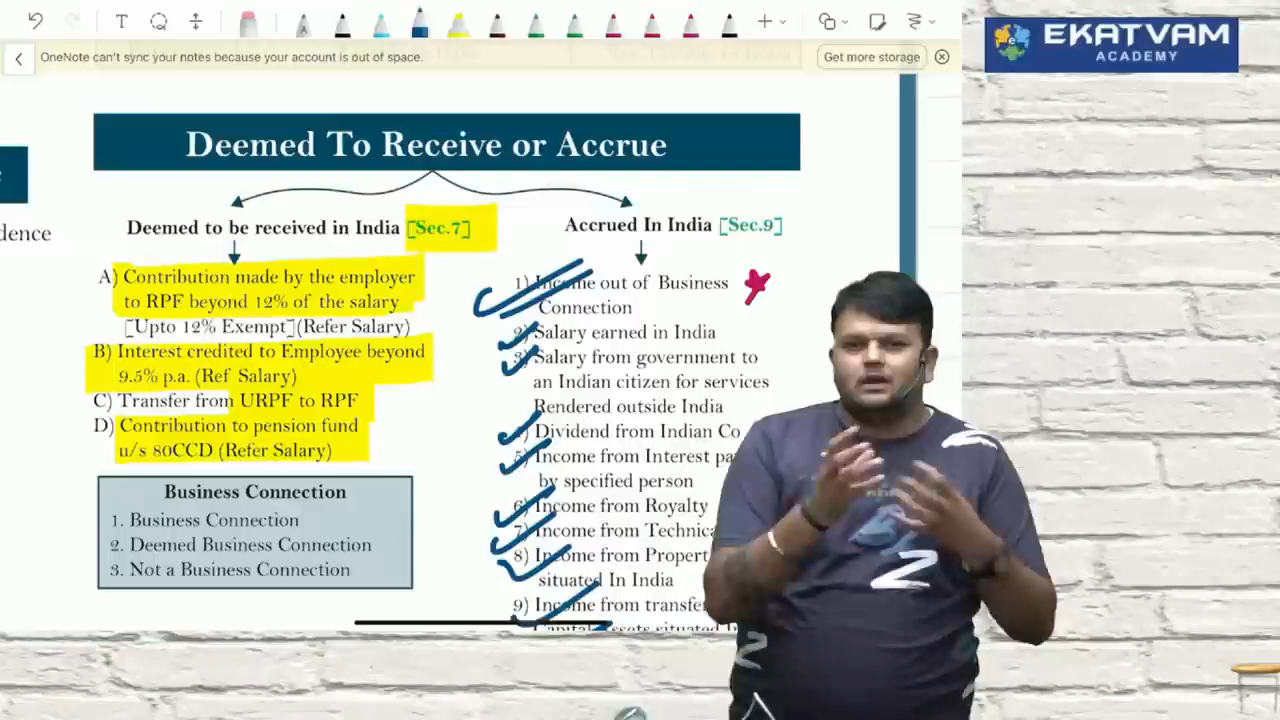 EKATVAM
ACADEMY
OneNote can't sync your notes because your account is out of space.
Get more storage
Deemed To Receive or Accrue
dence
Deemed to be received in India [Sec.7]
A) Contribution made by the employer
to RPF beyond 12% of the salary
[Upto 12% Exempt](Refer Salary)
B) Interest credited to Employee beyond
9.5% p.a. (Ref Salary)
C) Transfer from URPF to RPF
D) Contribution to pension fund
u/s 80CCD (Refer Salary)
Business Connection
1. Business Connection
2. Deemed Business Connection
3. Not a Business Connection
Accrued In India [Sec.9]
1) Income out of Business
Connection
2) Salary earned in India
3) Salary from government to
an Indian citizen for services
Rendered outside India
4) Dividend from Indian Co
5) Income from Interest pa
by specified person
6) Income from Royalty
7) Income from Technica
8) Income from Propert
situated In India
9) Income from transfe
Capital Assets situated I
Z